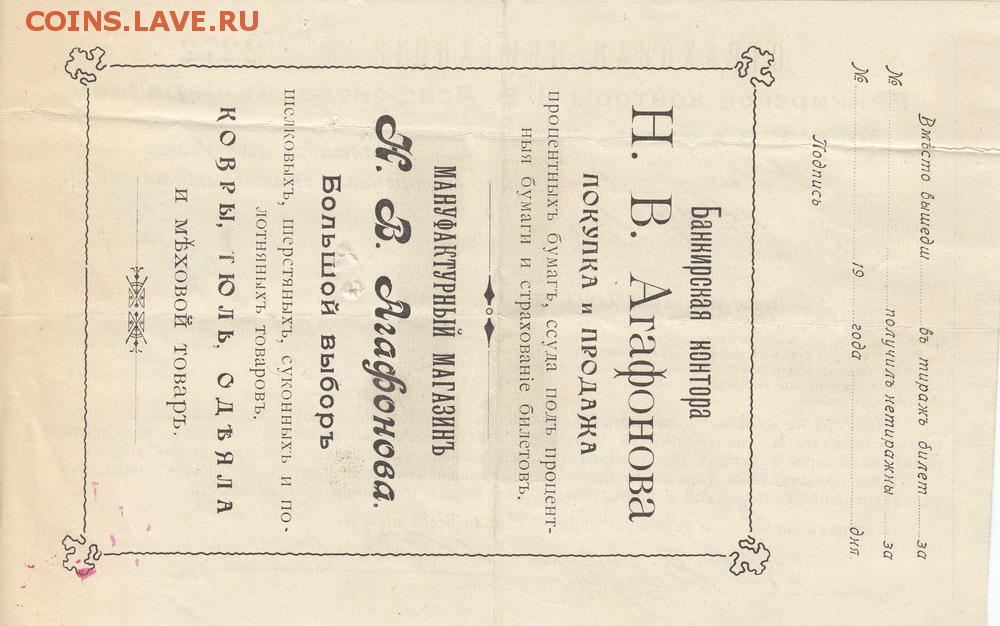 COINS.LAVE.RU
Вмѣсто вышедш........ въ тиражъ билет........за
№........ получилъ нетиражны........за
№........ 19........ года........ дня.
Подпись
Банкирская контора
Н. В. Агафонова
ПОКУПКА и ПРОДАЖА
процентныхъ бумагъ, ссуда подъ процент-
ныя бумаги и страхованіе билетовъ.
МАНУФАКТУРНЫЙ МАГАЗИНЪ
Н. В. Агафонова.
Большой выборъ
шелковыхъ, шерстяныхъ, суконныхъ и по-
лотняныхъ товаровъ.
КОВРЫ, ТЮЛЬ, ОДѢЯЛА
И МѢХОВОЙ ТОВАРЪ.